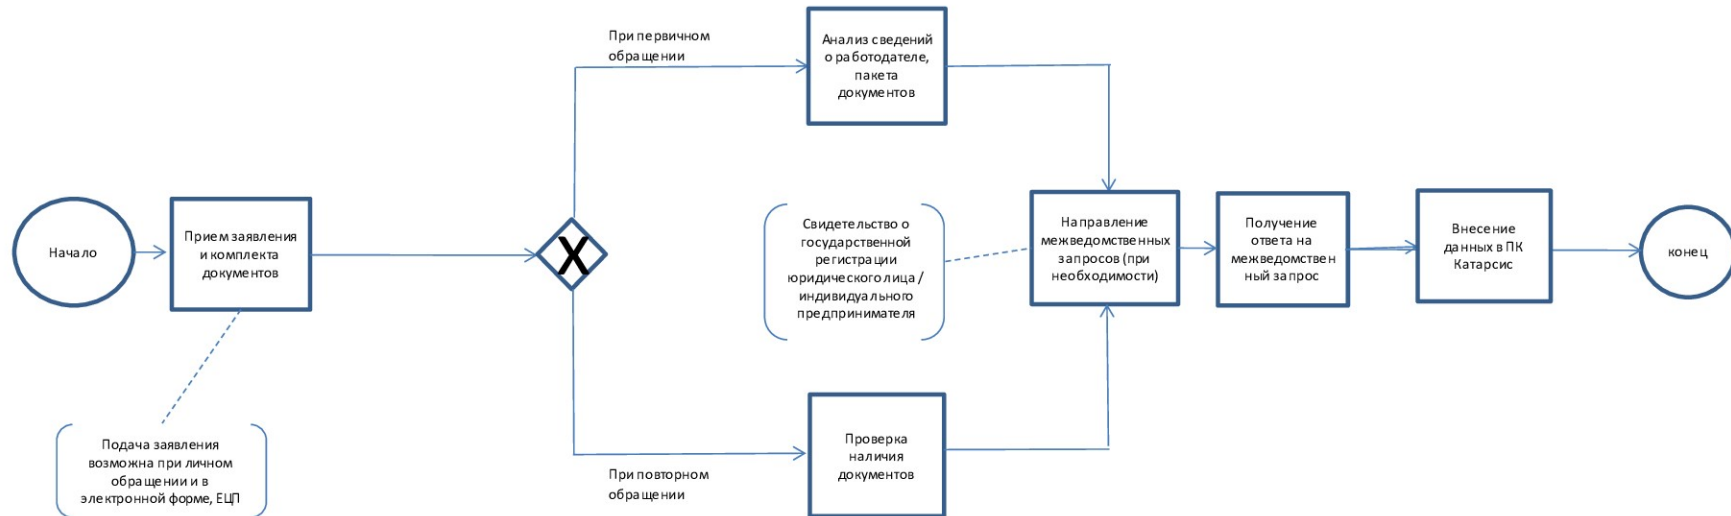 Начало
Прием заявления
и комплекта
документов
Подача заявления
возможна при личном
обращении и в
электронной форме, ЕЦП
X
При первичном
обращении
Анализ сведений
о работодателе,
пакета
документов
При повторном
обращении
Проверка
наличия
документов
Свидетельство о
государственной
регистрации
юридического лица /
индивидуального
предпринимателя
Направление
межведомственных
запросов (при
необходимости)
Получение
ответа на
межведомствен
ный запрос
Внесение
данных в ПК
Катарсис
конец